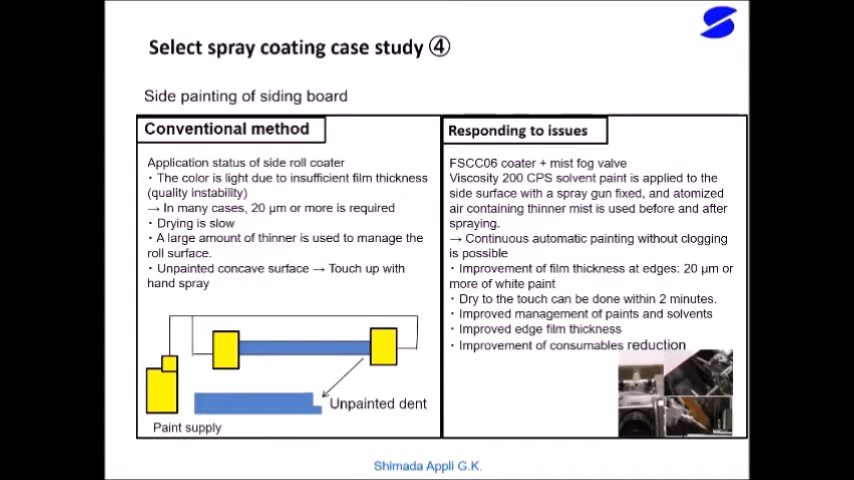 Select spray coating case study ④
Side painting of siding board
Conventional method
Application status of side roll coater
・The color is light due to insufficient film thickness
(quality instability)
→ In many cases, 20 μm or more is required
・Drying is slow
・A large amount of thinner is used to manage the
roll surface.
・Unpainted concave surface → Touch up with
hand spray
Unpainted dent
Paint supply
Responding to issues
FSCC06 coater + mist fog valve
Viscosity 200 CPS solvent paint is applied to the
side surface with a spray gun fixed, and atomized
air containing thinner mist is used before and after
spraying.
→ Continuous automatic painting without clogging
is possible
・Improvement of film thickness at edges: 20 μm or
more of white paint
・Dry to the touch can be done within 2 minutes.
・Improved management of paints and solvents
・Improved edge film thickness
・Improvement of consumables reduction
Shimada Appli G.K.